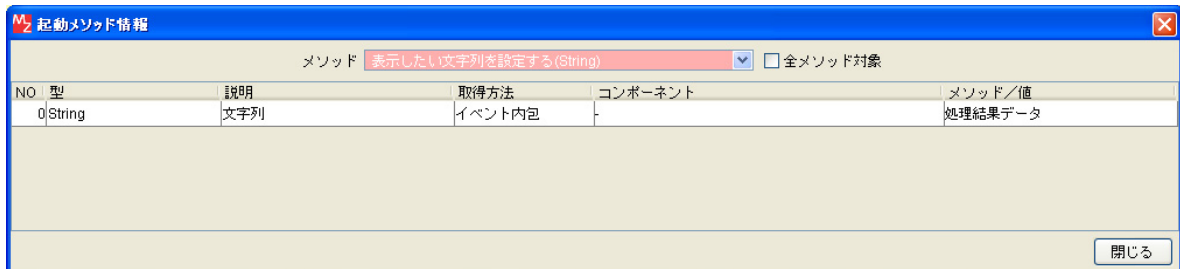 MZ 起動メソッド情報
メソッド 表示したい文字列を設定する(String) 全メソッド対象
NO 型 説明 取得方法 コンポーネント メソッド／値
0 String 文字列 イベント内包 - 処理結果データ
閉じる